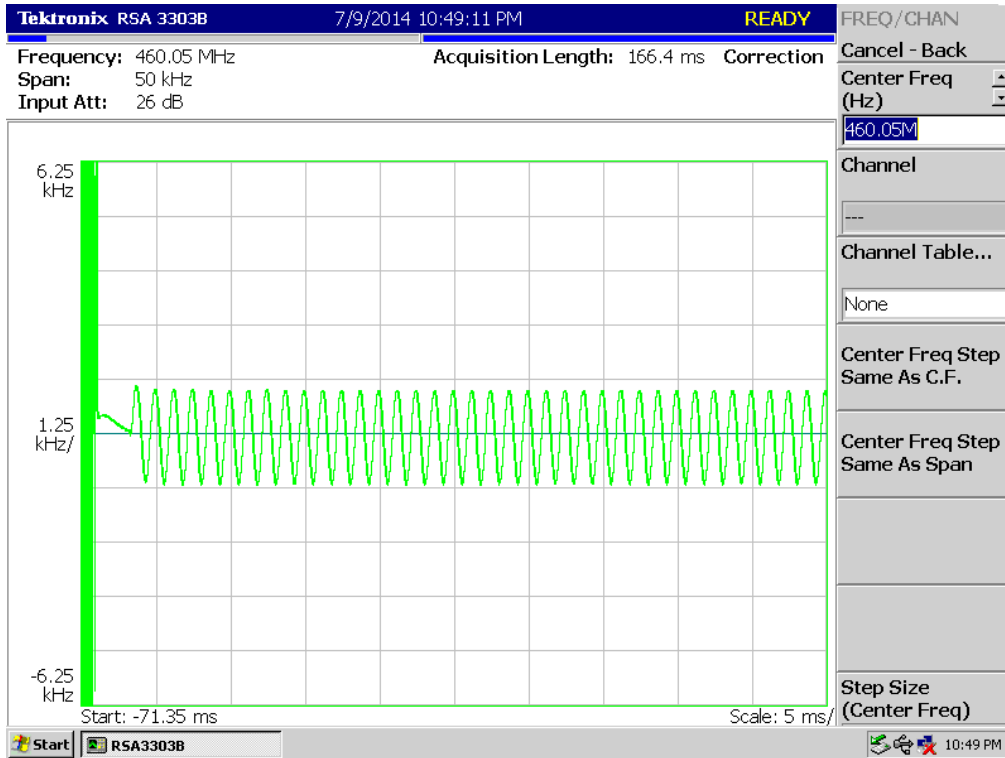 Tektronix RSA 3303B 7/9/2014 10:49:11 PM READY
Frequency: 460.05 MHz Acquisition Length: 166.4 ms Correction
Span: 50 kHz
Input Att: 26 dB
6.25
kHz
1.25
kHz/
-6.25
kHz
Start: -71.35 ms Scale: 5 ms/
FREQ/CHAN
Cancel - Back
Center Freq
(Hz)
460.05M
Channel
---
Channel Table...
None
Center Freq Step
Same As C.F.
Center Freq Step
Same As Span
Step Size
(Center Freq)
Start RSA3303B 10:49 PM